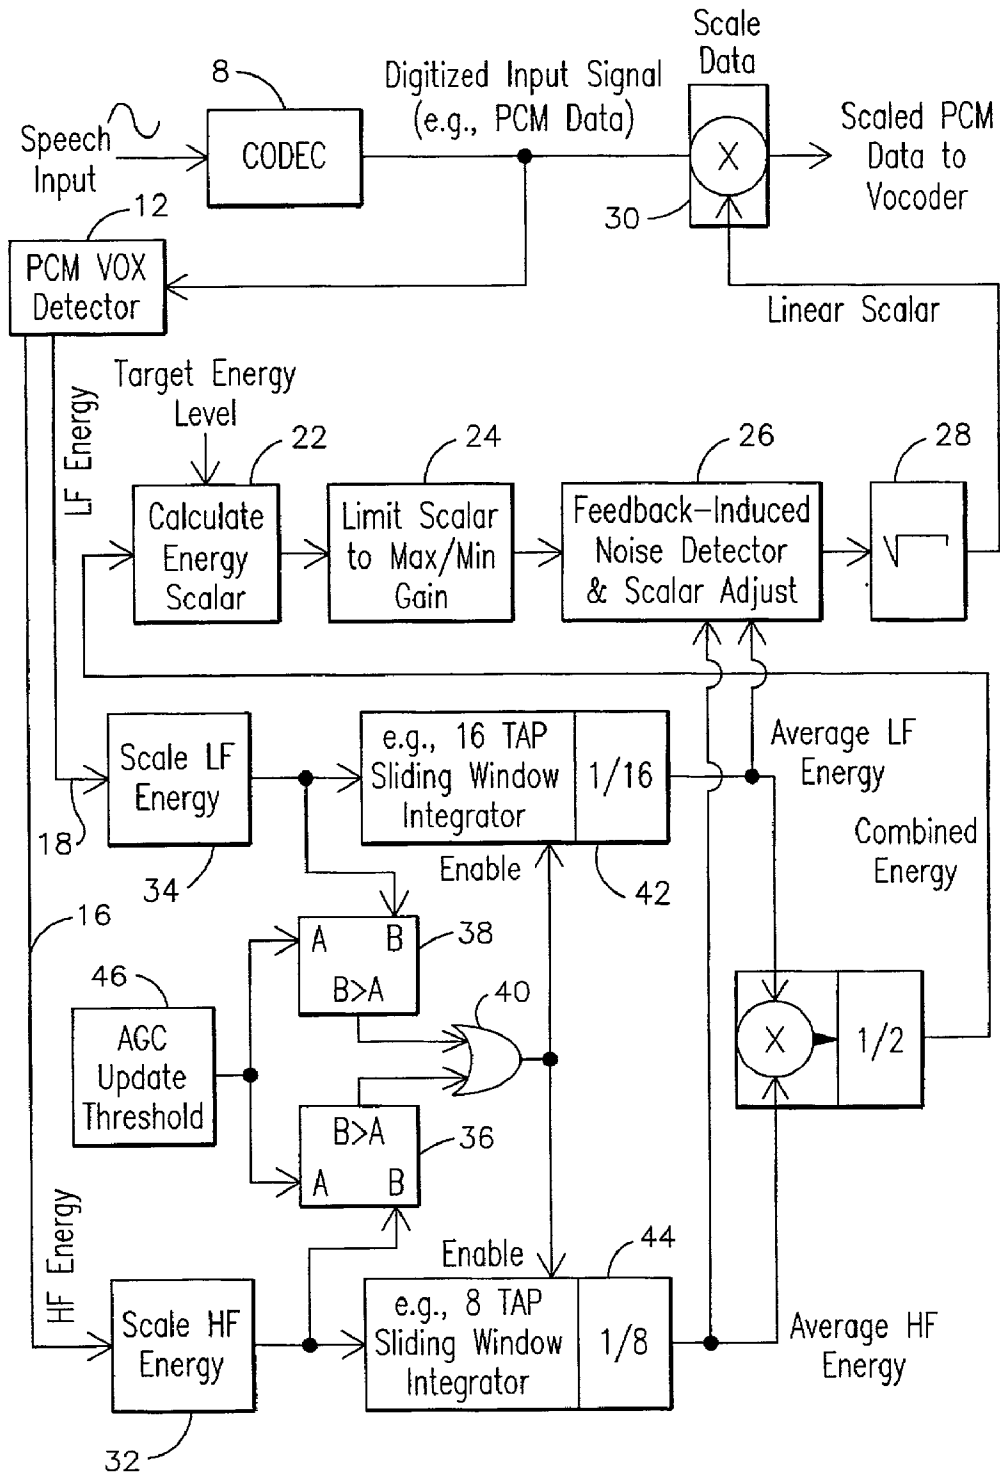 Scale
Data
8
Digitized Input Signal
(e.g., PCM Data)
Speech
Input
CODEC
X
Scaled PCM
Data to
Vocoder
30
12
PCM VOX
Detector
Linear Scalar
LF Energy
Target Energy
Level
22
24
26
28
Calculate
Energy
Scalar
Limit Scalar
to Max/Min
Gain
Feedback-Induced
Noise Detector
& Scalar Adjust
√
Scale LF
Energy
e.g., 16 TAP
Sliding Window
Integrator
1/16
Average LF
Energy
18
34
Enable
42
Combined
Energy
16
A B
B>A
38
46
AGC
Update
Threshold
40
X
1/2
B>A
A B
36
HF Energy
Enable
44
Scale HF
Energy
e.g., 8 TAP
Sliding Window
Integrator
1/8
Average HF
Energy
32